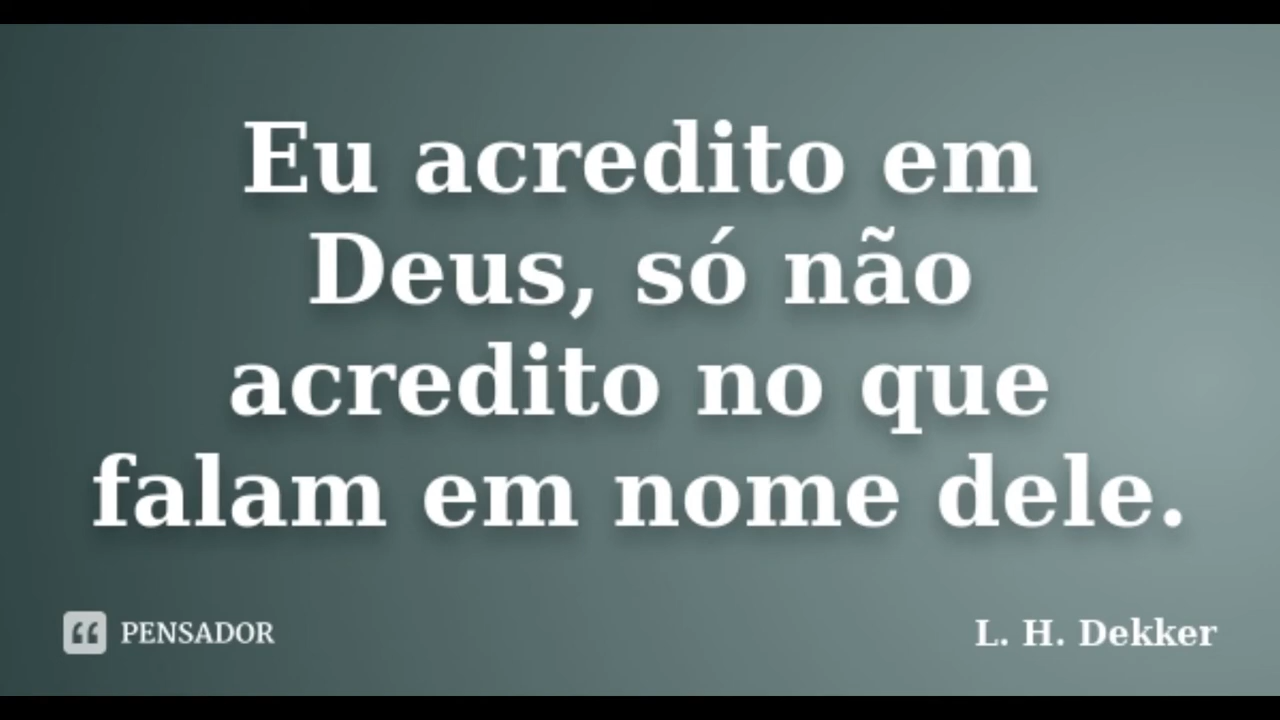 Eu acredito em
Deus, só não
acredito no que
falam em nome dele.
PENSADOR
L. H. Dekker